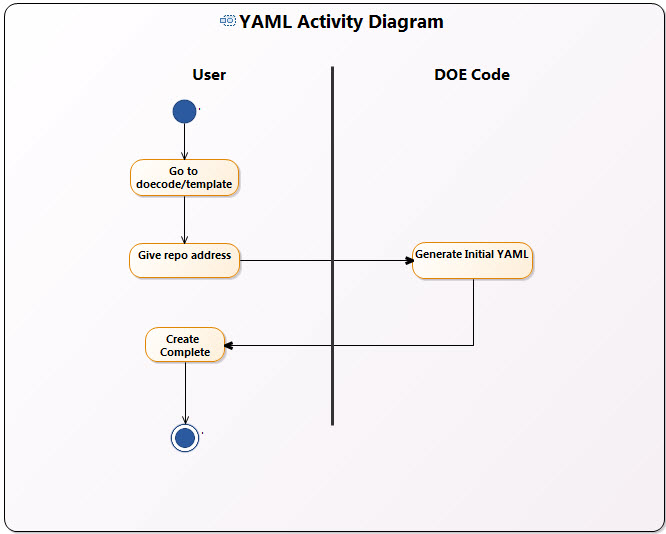 YAML Activity Diagram
User
DOE Code
Go to
doecode/template
Give repo address
Generate Initial YAML
Create
Complete